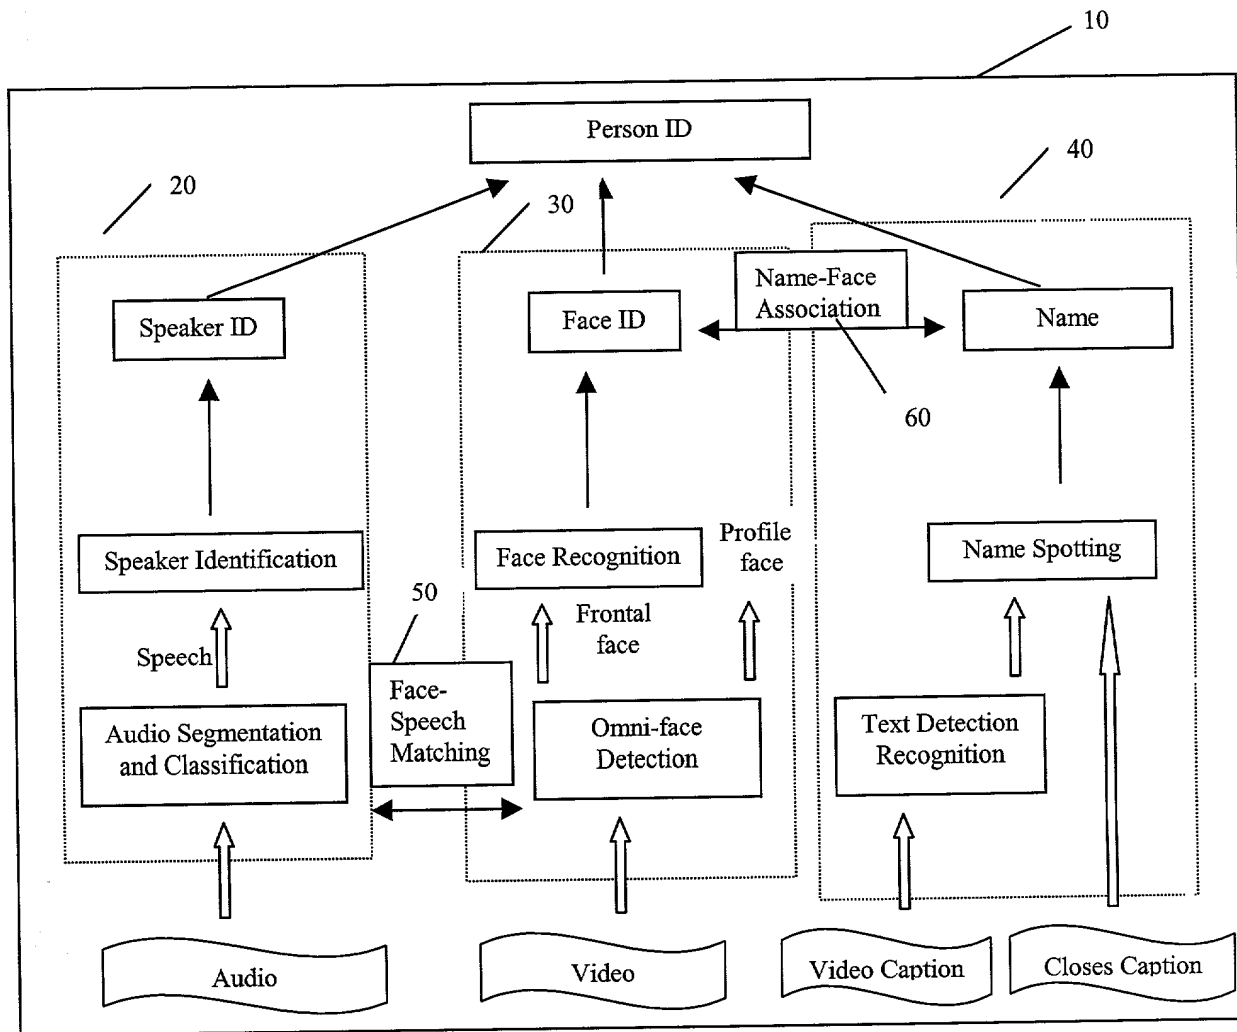 10
Person ID
40
20
30
Name-Face
Association
Speaker ID
Face ID
Name
60
Speaker Identification
Face Recognition
Profile
face
Name Spotting
50
Frontal
face
Speech
Face-
Speech
Matching
Audio Segmentation
and Classification
Omni-face
Detection
Text Detection
Recognition
Audio
Video
Video Caption
Closes Caption